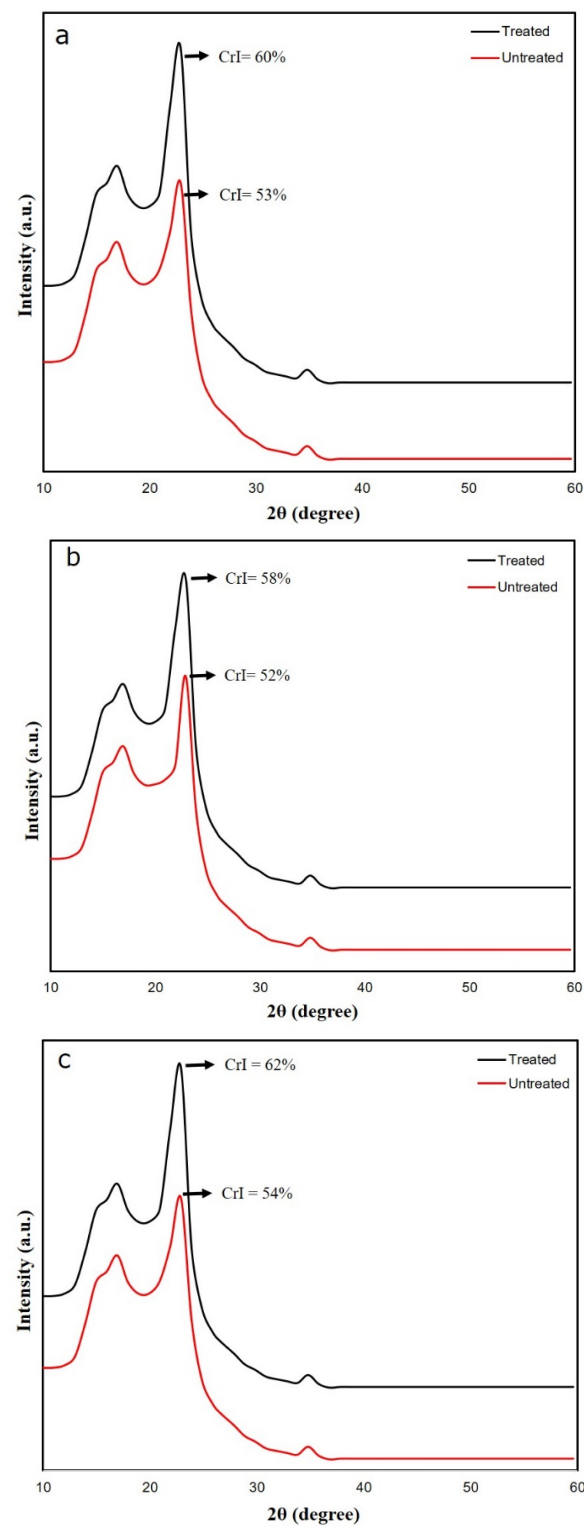 a
Treated
Untreated
CrI= 60%
CrI= 53%
Intensity (a.u.)
10 20 30 40 50 60
2θ (degree)
b
Treated
Untreated
CrI= 58%
CrI= 52%
Intensity (a.u.)
10 20 30 40 50 60
2θ (degree)
c
Treated
Untreated
CrI = 62%
CrI = 54%
Intensity (a.u.)
10 20 30 40 50 60
2θ (degree)